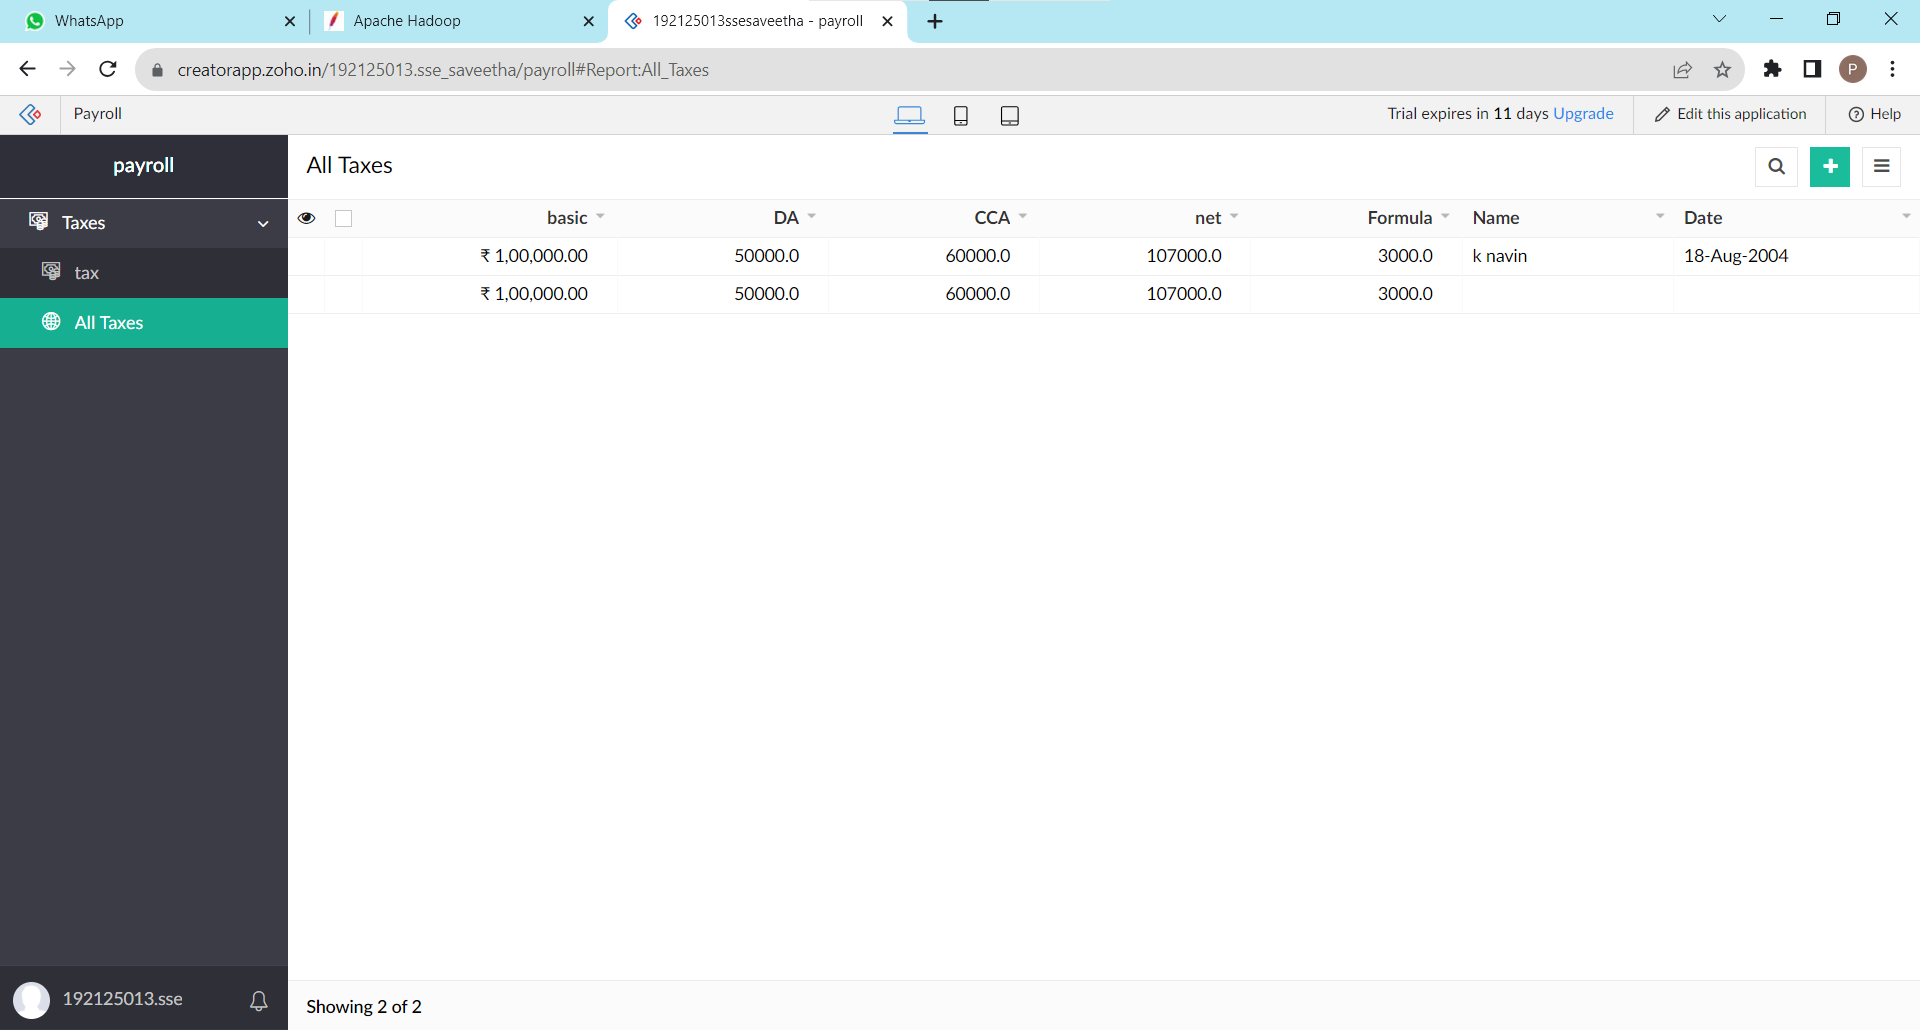 WhatsApp
Apache Hadoop
192125013ssesaveetha - payroll
creatorapp.zoho.in/192125013.sse_saveetha/payroll#Report:All_Taxes
P
Payroll
Trial expires in 11 days Upgrade
Edit this application
Help
payroll
All Taxes
Taxes
tax
All Taxes
basic DA CCA net Formula Name Date
₹ 1,00,000.00 50000.0 60000.0 107000.0 3000.0 k navin 18-Aug-2004
₹ 1,00,000.00 50000.0 60000.0 107000.0 3000.0
192125013.sse
Showing 2 of 2